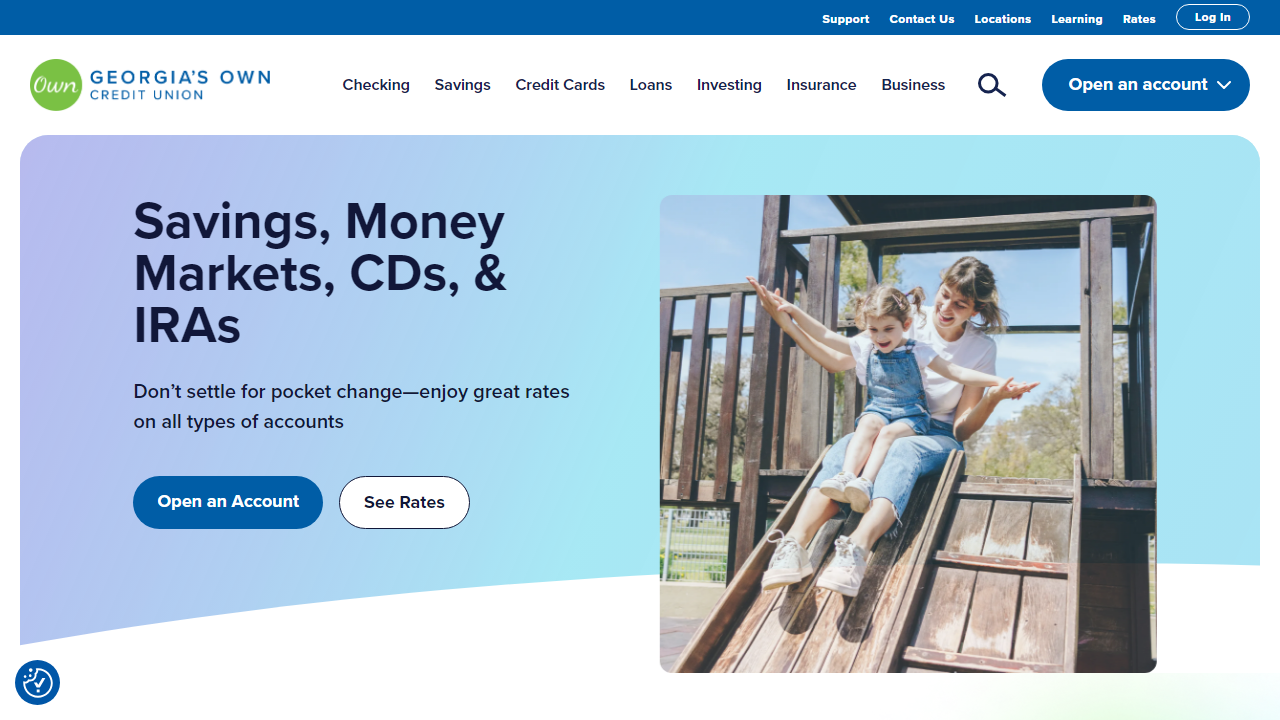 Support Contact Us Locations Learning Rates Log In
Own GEORGIA'S OWN
CREDIT UNION
Checking Savings Credit Cards Loans Investing Insurance Business Open an account
Savings, Money
Markets, CDs, &
IRAs
Don’t settle for pocket change—enjoy great rates
on all types of accounts
Open an Account See Rates